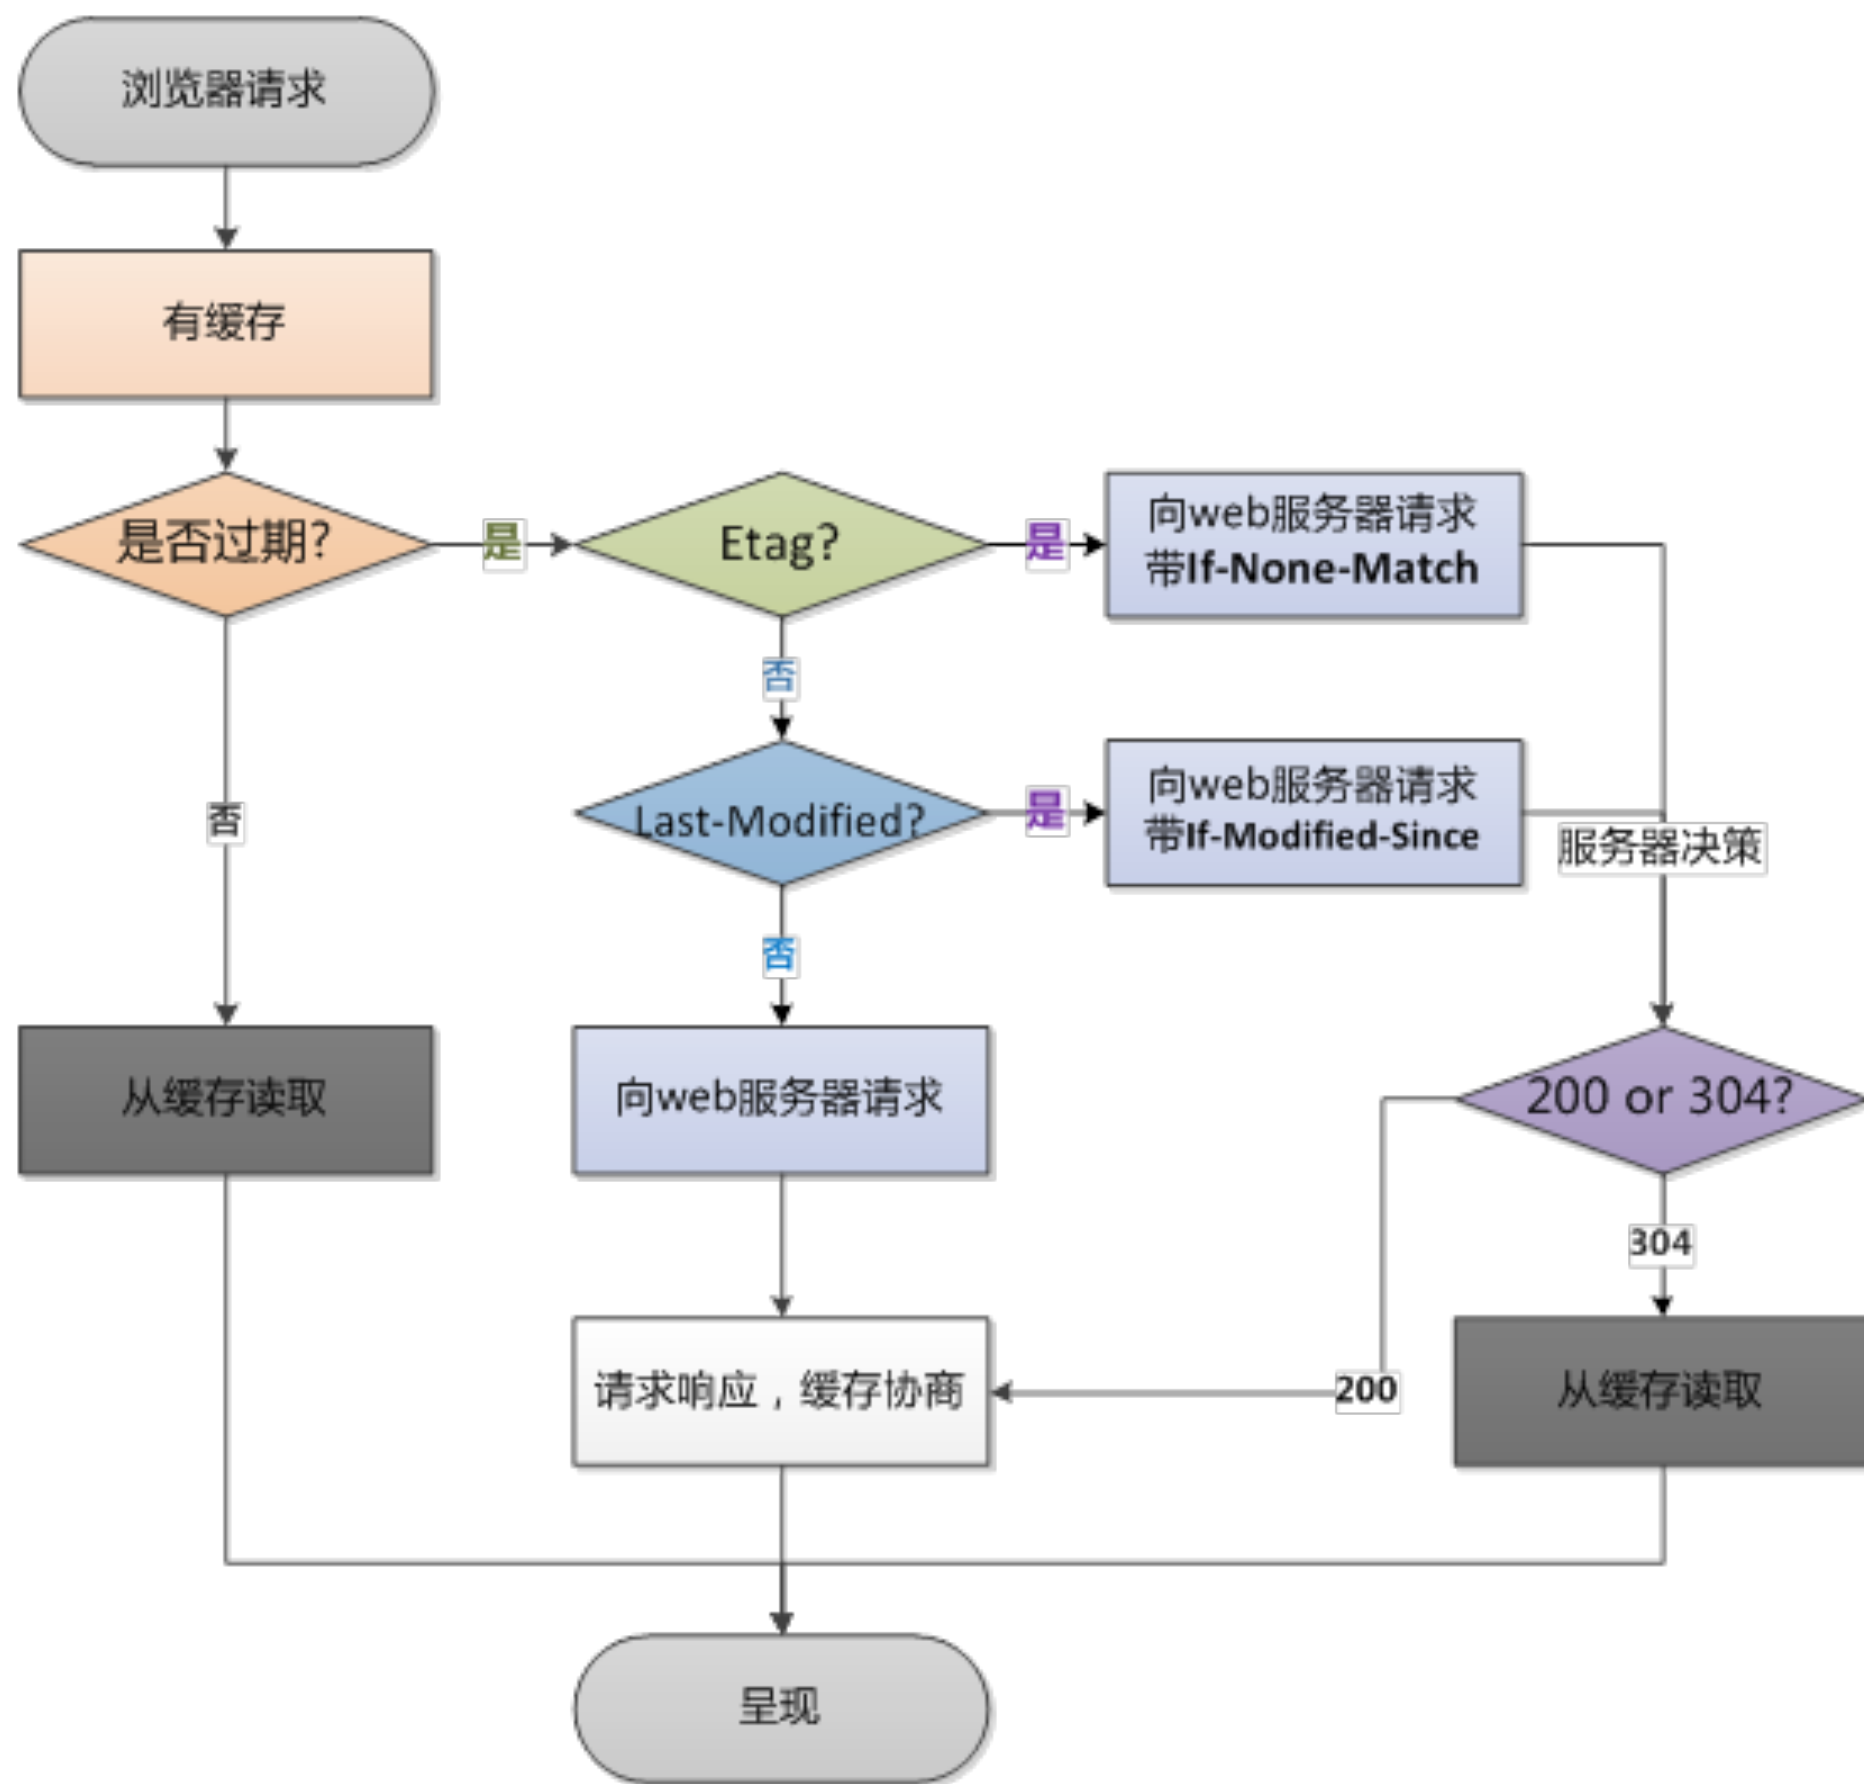 浏览器请求
有缓存
是否过期?
是
Etag?
是
向web服务器请求
带If-None-Match
否
Last-Modified?
是
向web服务器请求
带If-Modified-Since
否
服务器决策
否
从缓存读取
向web服务器请求
200 or 304?
304
请求响应，缓存协商
200
从缓存读取
呈现